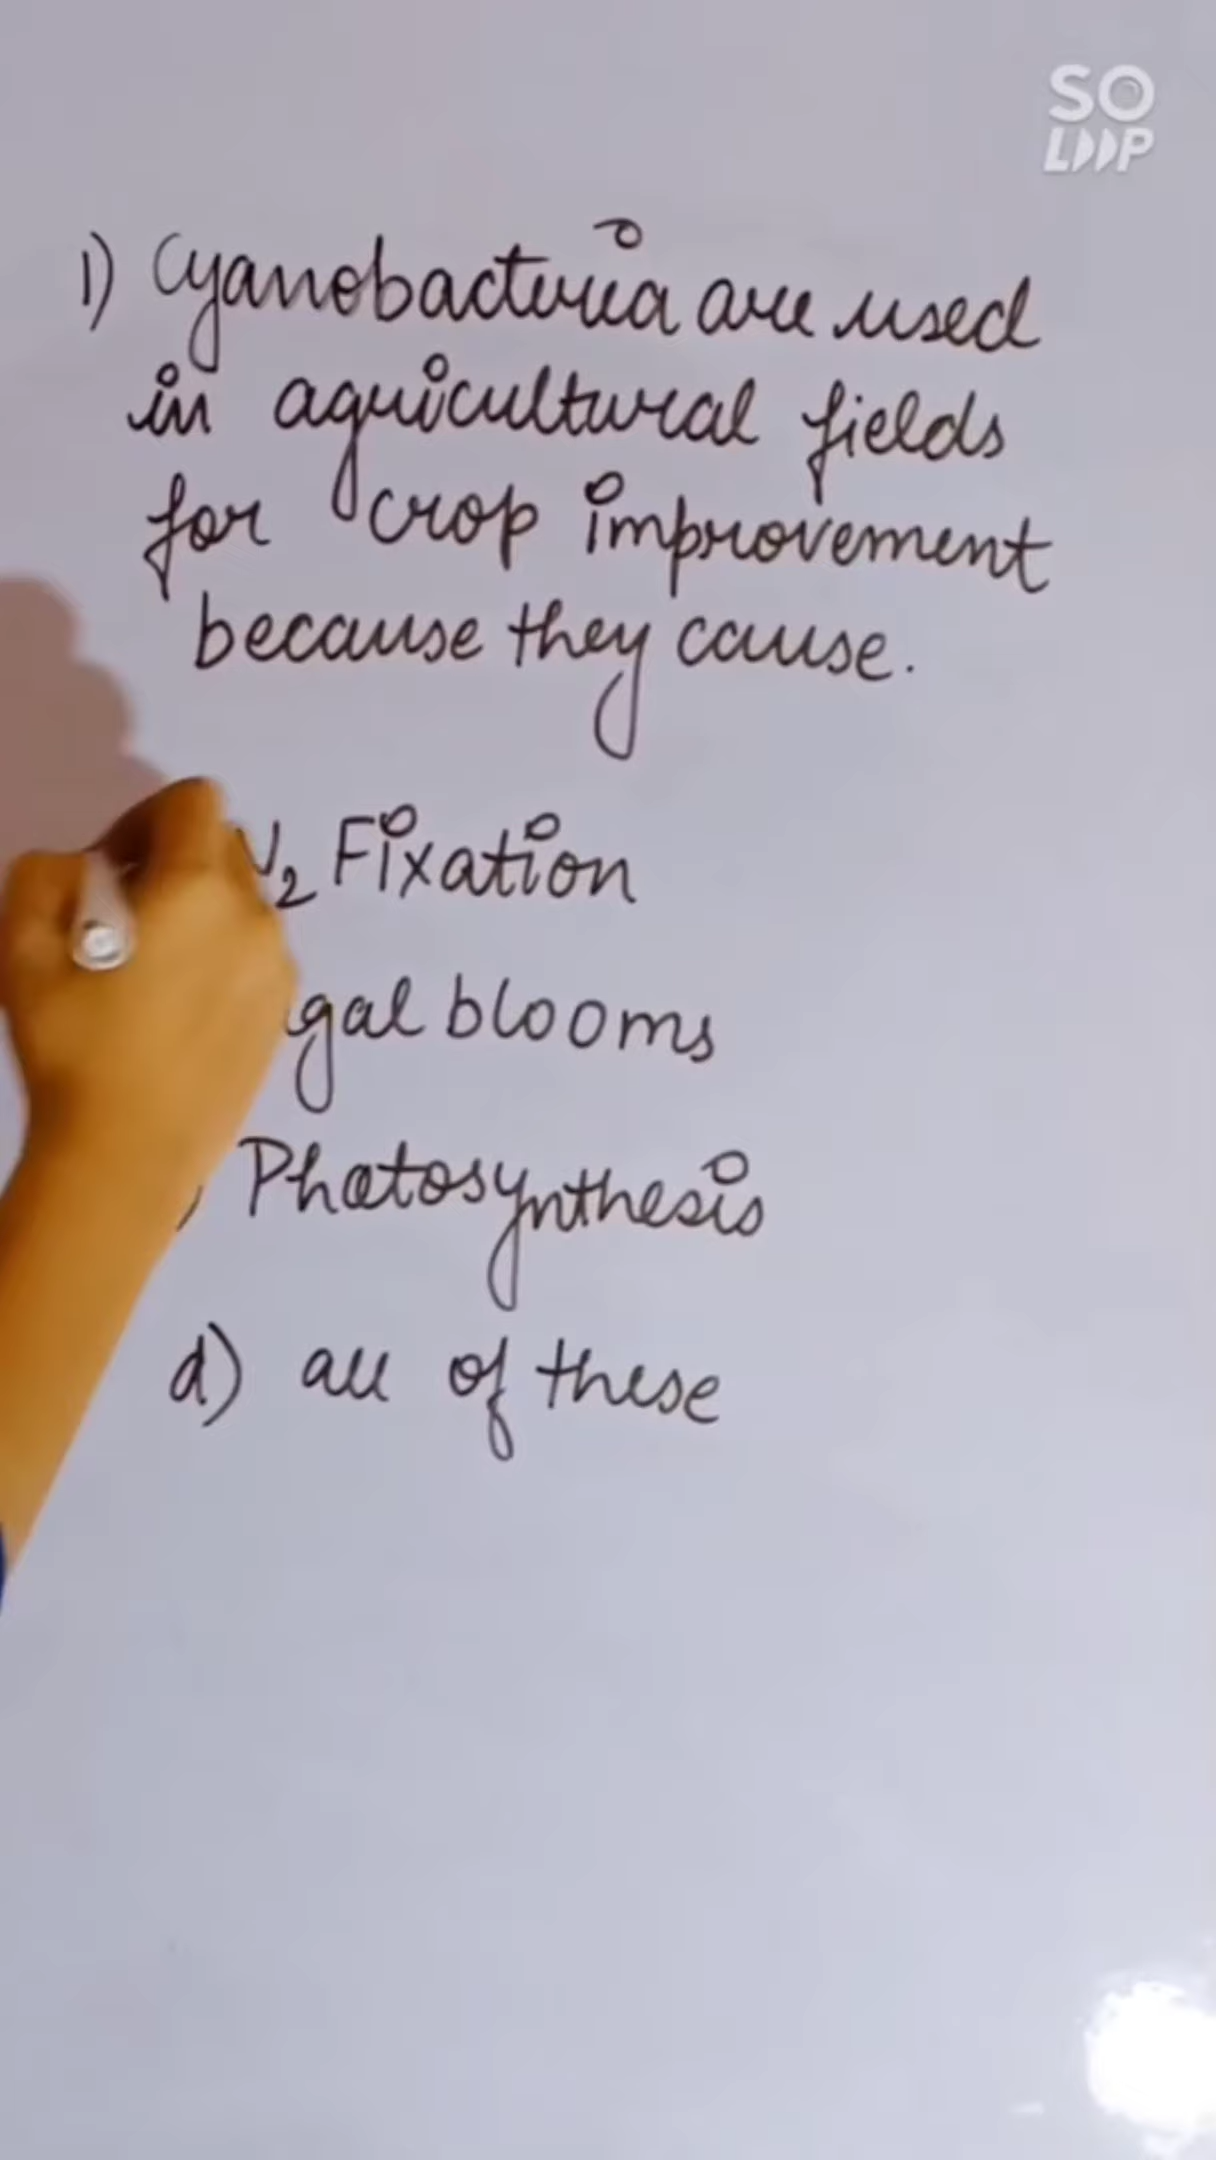 SO
LOOP
1) Cyanobacteria are used
in agricultural fields
for crop improvement
because they cause.
N2 Fixation
gal blooms
Photosynthesis
d) all of these